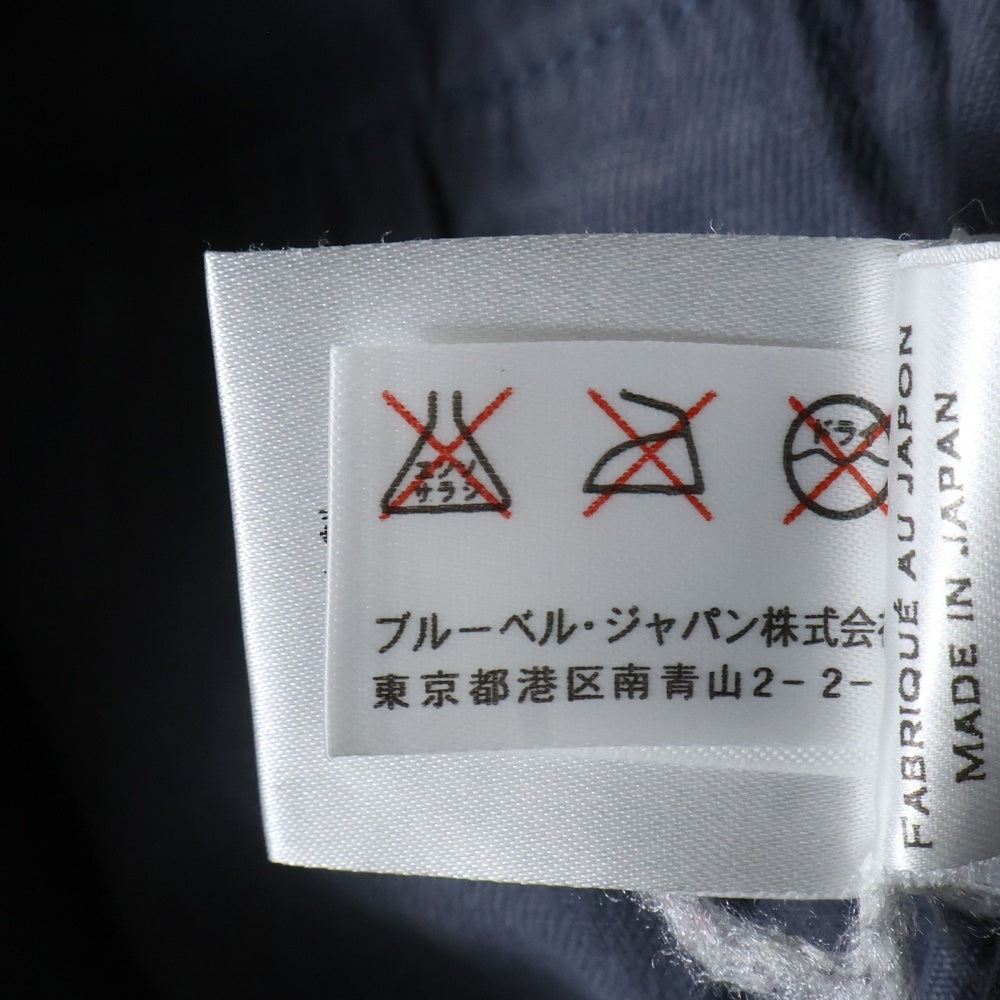 エンソ
サラシ
ドライ
ブルーベル・ジャパン株式会
東京都港区南青山2-2-
FABRIQUÉ AU JAPON
MADE IN JAPAN